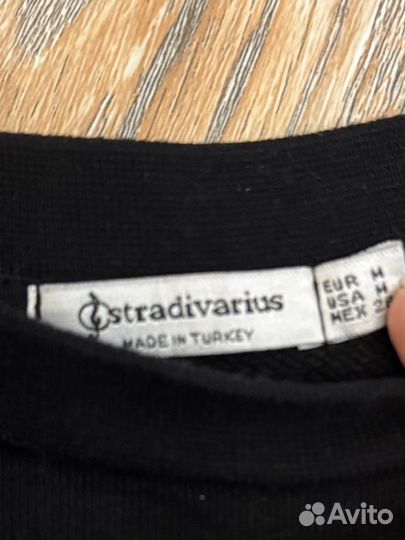 stradivarius
MADE IN TURKEY
EUR M
USA M
MEX
Avito